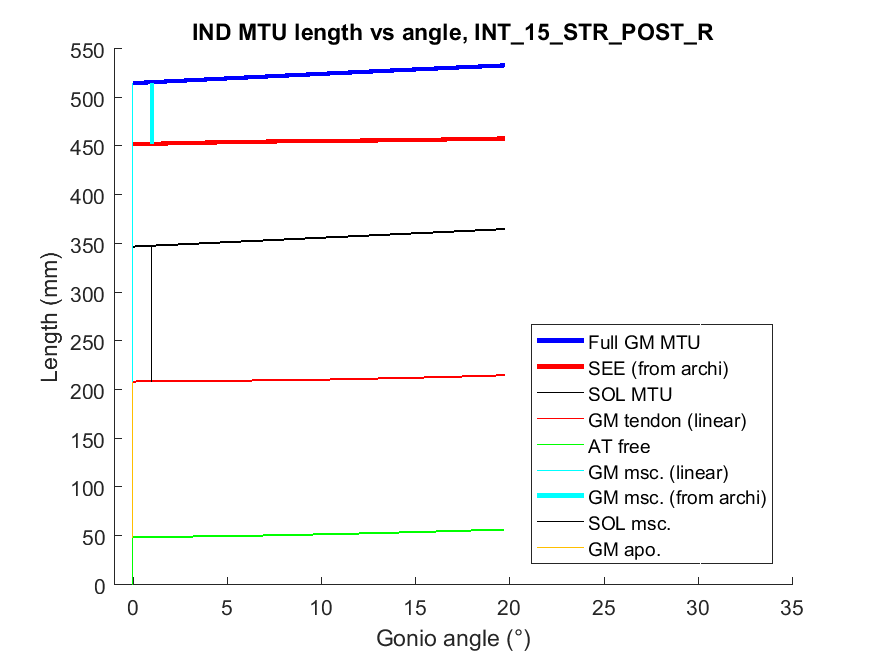 IND MTU length vs angle, INT_15_STR_POST_R
550
500
450
400
350
300
250
200
150
100
50
0
Length (mm)
0 5 10 15 20 25 30 35
Gonio angle (°)
Full GM MTU
SEE (from archi)
SOL MTU
GM tendon (linear)
AT free
GM msc. (linear)
GM msc. (from archi)
SOL msc.
GM apo.